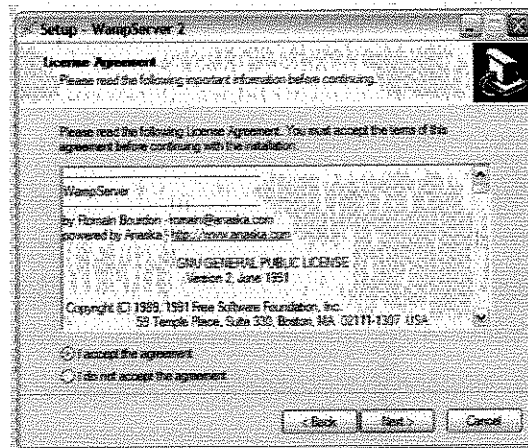 Setup - WampServer 2
License Agreement
Please read the following important information before continuing.
Please read the following License Agreement. You must accept the terms of this
agreement before continuing with the installation.
WampServer
by Romain Bourdon - romain@anaska.com
powered by Anaska - http://www.anaska.com
GNU GENERAL PUBLIC LICENSE
Version 2, June 1991
Copyright (C) 1989, 1991 Free Software Foundation, Inc.
59 Temple Place, Suite 330, Boston, MA 02111-1307 USA
I accept the agreement
I do not accept the agreement
< Back
Next >
Cancel